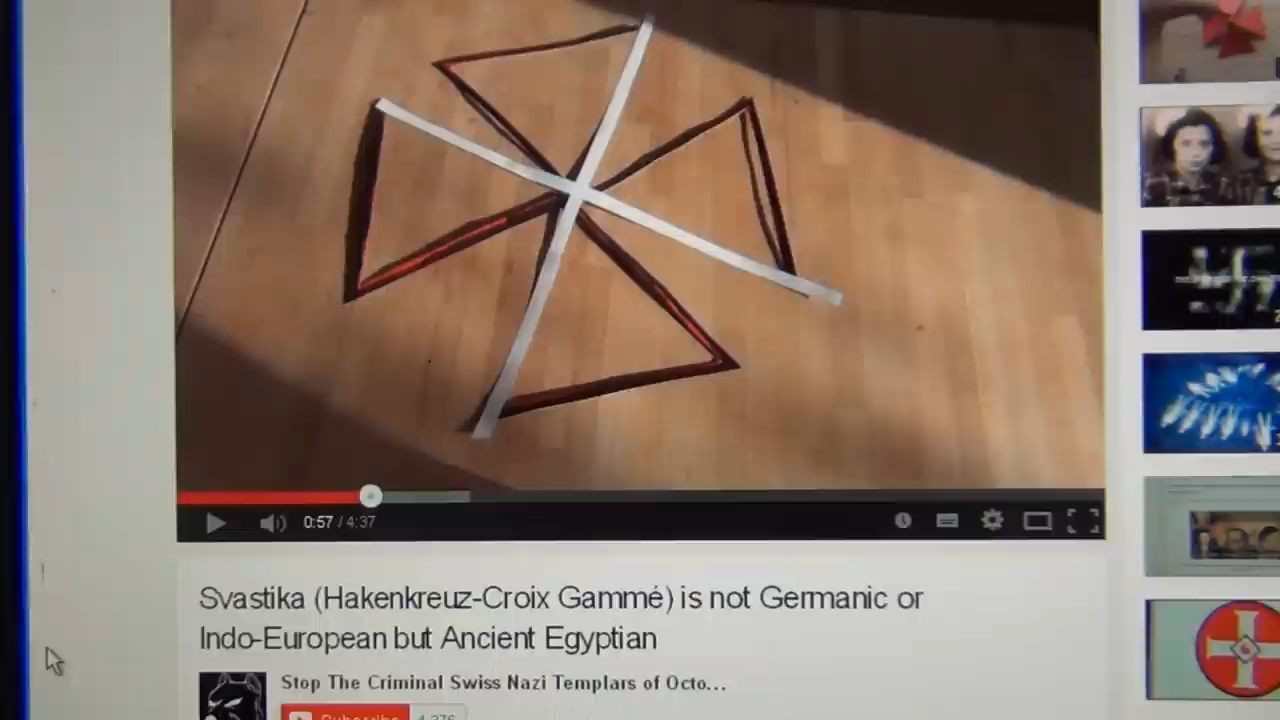 0:57 / 4:37
Svastika (Hakenkreuz-Croix Gammé) is not Germanic or
Indo-European but Ancient Egyptian
Stop The Criminal Swiss Nazi Templars of Octo...
Subscribe